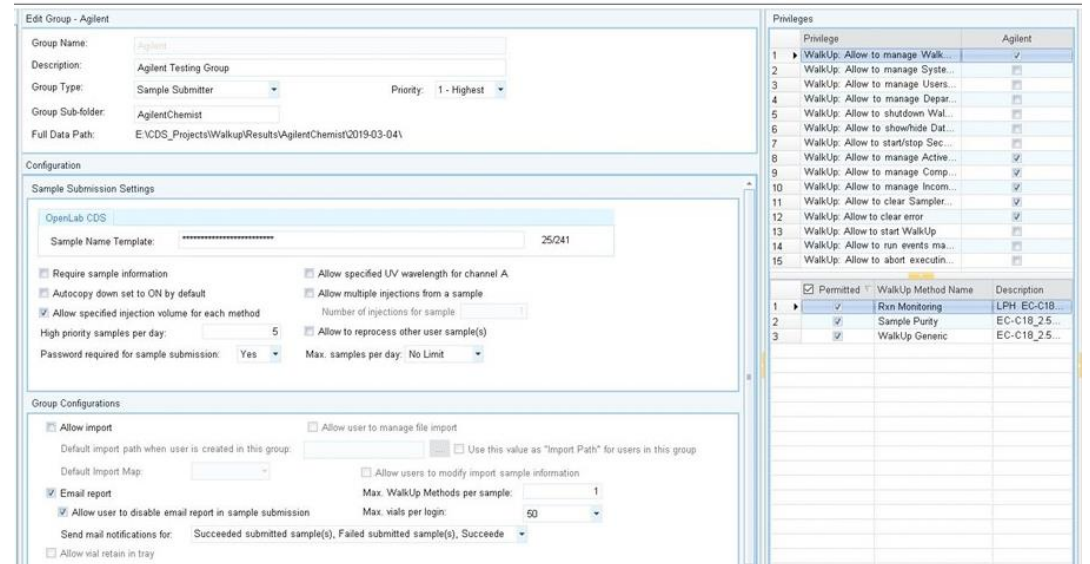 Edit Group - Agilent
Group Name: Agilent
Description: Agilent Testing Group
Group Type: Sample Submitter Priority: 1 - Highest
Group Sub-folder: AgilentChemist
Full Data Path: E:\CDS_Projects\Walkup\Results\AgilentChemist\2019-03-04\
Configuration
Sample Submission Settings
OpenLab CDS
Sample Name Template: ************************* 25/241
Require sample information Allow specified UV wavelength for channel A
Autocopy down set to ON by default Allow multiple injections from a sample
Allow specified injection volume for each method Number of injections for sample 1
High priority samples per day: 5 Allow to reprocess other user sample(s)
Password required for sample submission: Yes Max. samples per day: No Limit
Group Configurations
Allow import Allow user to manage file import
Default import path when user is created in this group: ... Use this value as "Import Path" for users in this group
Default Import Map: Allow users to modify import sample information
Email report Max. WalkUp Methods per sample: 1
Allow user to disable email report in sample submission Max. vials per login: 50
Send mail notifications for: Succeeded submitted sample(s), Failed submitted sample(s), Succeede
Allow vial retain in tray
Privileges
Privilege Agilent
1 WalkUp: Allow to manage Walk...
2 WalkUp: Allow to manage Syste...
3 WalkUp: Allow to manage Users...
4 WalkUp: Allow to manage Depar...
5 WalkUp: Allow to shutdown Wal...
6 WalkUp: Allow to show/hide Dat...
7 WalkUp: Allow to start/stop Sec...
8 WalkUp: Allow to manage Active...
9 WalkUp: Allow to manage Comp...
10 WalkUp: Allow to manage Incom...
11 WalkUp: Allow to clear Sampler...
12 WalkUp: Allow to clear error
13 WalkUp: Allow to start WalkUp
14 WalkUp: Allow to run events ma...
15 WalkUp: Allow to abort executin...
Permitted WalkUp Method Name Description
1 Rxn Monitoring LPH_EC-C18...
2 Sample Purity EC-C18_2.5...
3 WalkUp Generic EC-C18_2.5...